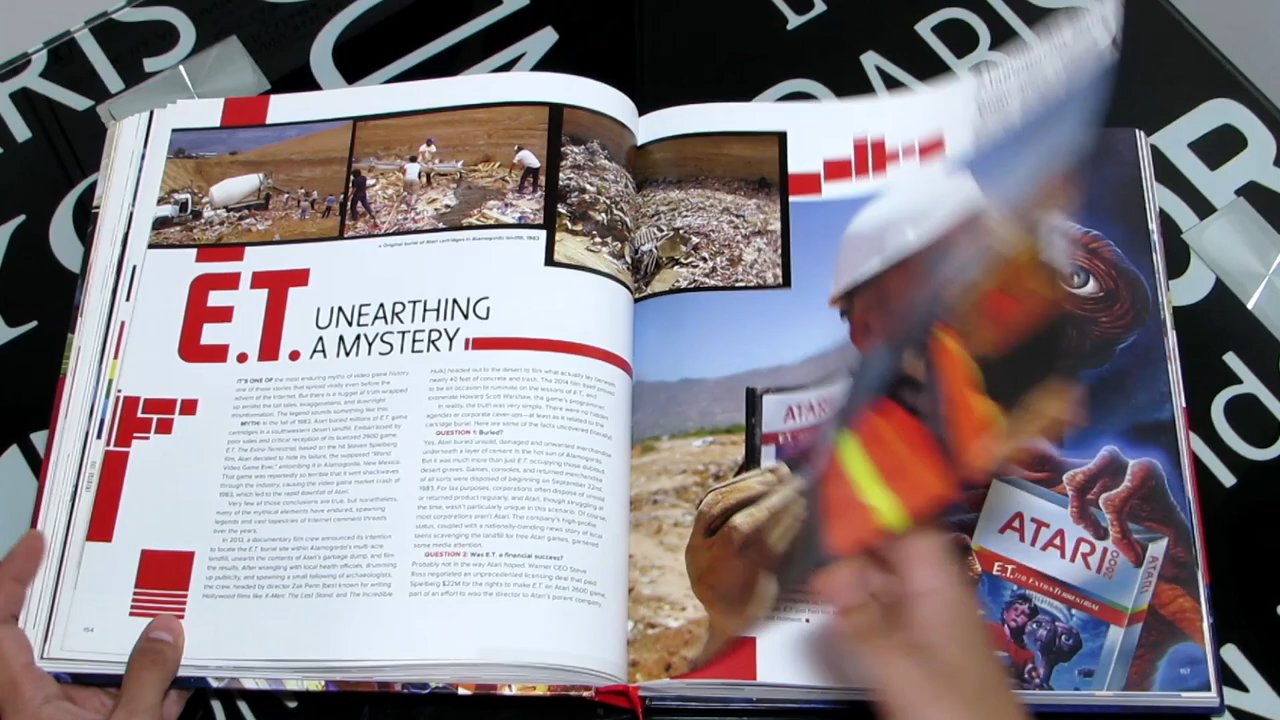 ▲ Original burial of Atari cartridges in Alamogordo landfill, 1983
E.T. UNEARTHING
A MYSTERY
IT'S ONE OF the most enduring myths of video game history,
one of those stories that spread virally even before the
advent of the Internet. But there is a nugget of truth wrapped
up amidst the tall tales, exaggerations, and downright
misinformation. The legend sounds something like this:
MYTH: In the fall of 1983, Atari buried millions of E.T. game
cartridges in a southwestern desert landfill. Embarrassed by
poor sales and critical reception of its licensed 2600 game
E.T. The Extra-Terrestrial, based on the hit Steven Spielberg
film, Atari decided to hide its failure, the supposed "Worst
Video Game Ever," entombing it in Alamogordo, New Mexico.
That game was reportedly so terrible that it sent shockwaves
through the industry, causing the video game market crash of
1983, which led to the rapid downfall of Atari.
Very few of those conclusions are true, but nonetheless,
many of the mythical elements have endured, spawning
legends and vast tapestries of Internet comment threads
over the years.
In 2013, a documentary film crew announced its intention
to locate the E.T. burial site within Alamogordo's multi-acre
landfill, unearth the contents of Atari's garbage dump, and film
the results. After wrangling with local health officials, drumming
up publicity, and spawning a small following of archaeologists,
the crew, headed by director Zak Penn (best known for writing
Hollywood films like X-Men: The Last Stand, and The Incredible
Hulk) headed out to the desert to film what actually lay beneath
nearly 40 feet of concrete and trash. The 2014 film itself proved
to be an occasion to ruminate on the lessons of E.T., and
exonerate Howard Scott Warshaw, the game's programmer.
In reality, the truth was very simple. There were no hidden
agendas or corporate cover-ups—at least as it related to the
cartridge burial. Here are some of the facts uncovered (literally).
QUESTION 1: Buried?
Yes. Atari buried unsold, damaged and unwanted merchandise
underneath a layer of cement in the hot sun of Alamogordo.
But it was much more than just E.T. occupying those dubious
desert graves. Games, consoles, and returned merchandise
of all sorts were disposed of beginning on September 22nd,
1983. For tax purposes, corporations often dispose of unsold
or returned product regularly, and Atari, though struggling at
the time, wasn't particularly unique in this scenario. Of course,
most corporations aren't Atari. The company's high-profile
status, coupled with a nationally-trending news story of local
teens scavenging the landfill for free Atari games, garnered
some media attention.
QUESTION 2: Was E.T. a financial success?
Probably not in the way Atari hoped. Warner CEO Steve
Ross negotiated an unprecedented licensing deal that paid
Spielberg $22M for the rights to make E.T. an Atari 2600 game,
part of an effort to woo the director to Atari's parent company,
154
ATARI
ATARI 2600
E.T. THE EXTRA-TERRESTRIAL
ATARI
157